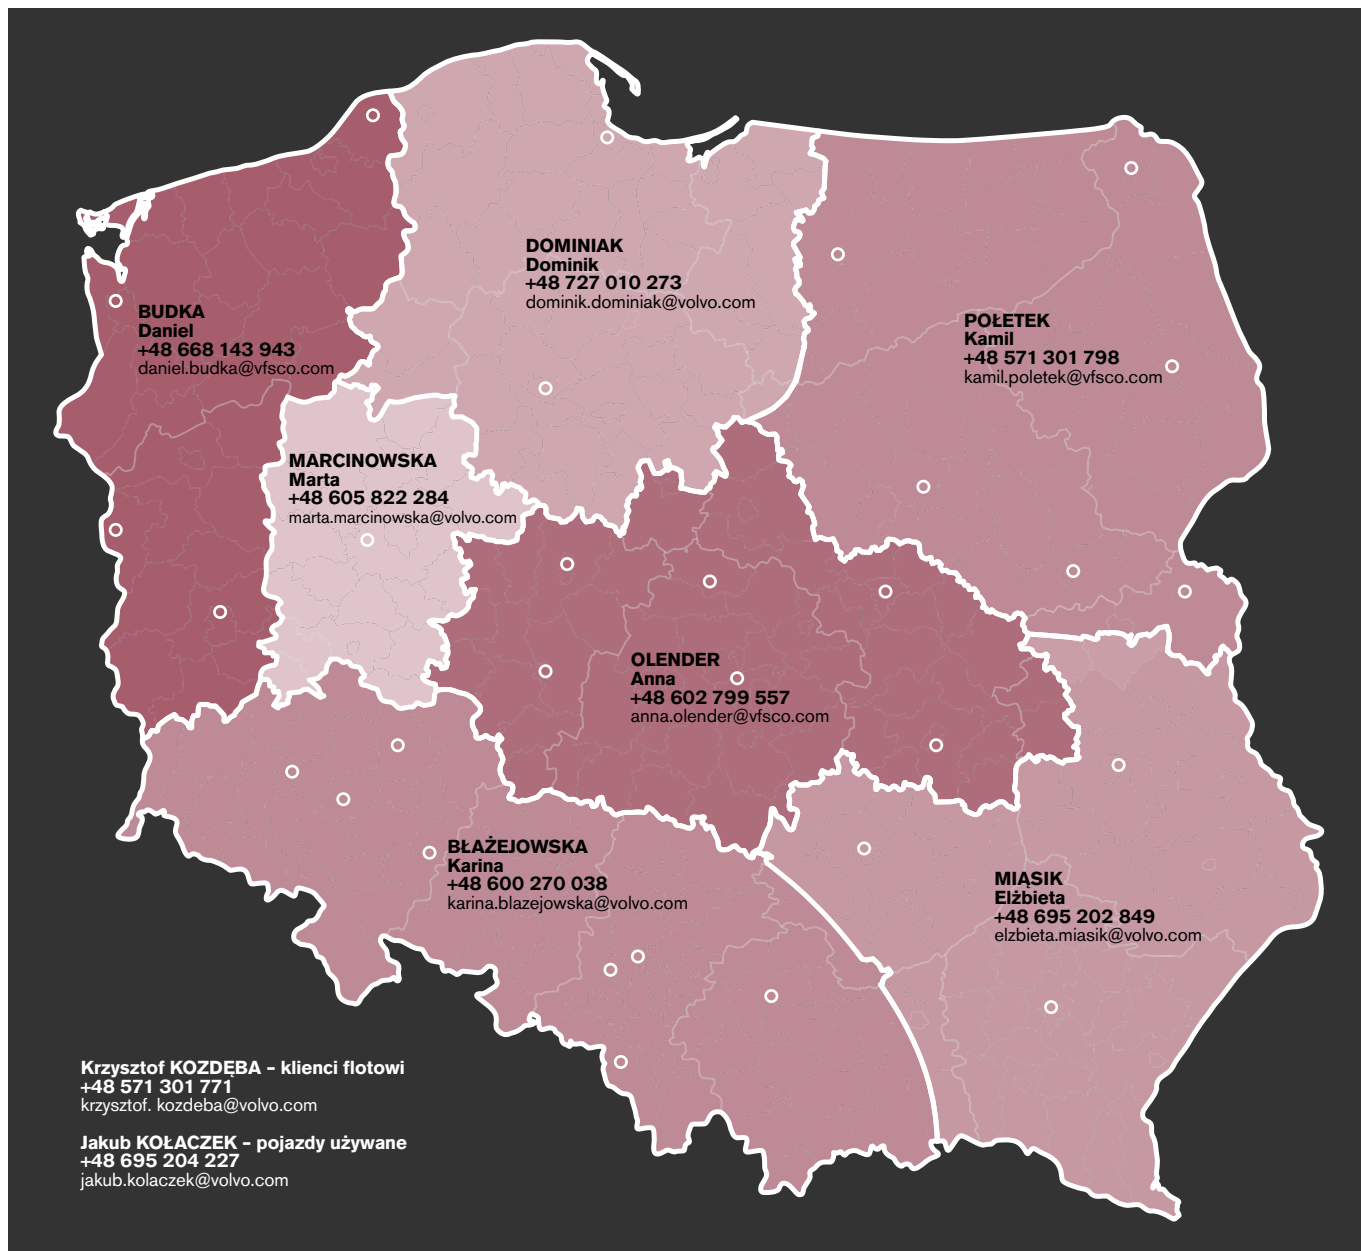 DOMINIAK
Dominik
+48 727 010 273
dominik.dominiak@volvo.com
BUDKA
Daniel
+48 668 143 943
daniel.budka@vfsco.com
POŁETEK
Kamil
+48 571 301 798
kamil.poletek@vfsco.com
MARCINOWSKA
Marta
+48 605 822 284
marta.marcinowska@volvo.com
OLENDER
Anna
+48 602 799 557
anna.olender@vfsco.com
BŁAŻEJOWSKA
Karina
+48 600 270 038
karina.blazejowska@volvo.com
MIĄSIK
Elżbieta
+48 695 202 849
elzbieta.miasik@volvo.com
Krzysztof KOZDĘBA - klienci flotowi
+48 571 301 771
krzysztof. kozdeba@volvo.com
Jakub KOŁACZEK - pojazdy używane
+48 695 204 227
jakub.kolaczek@volvo.com